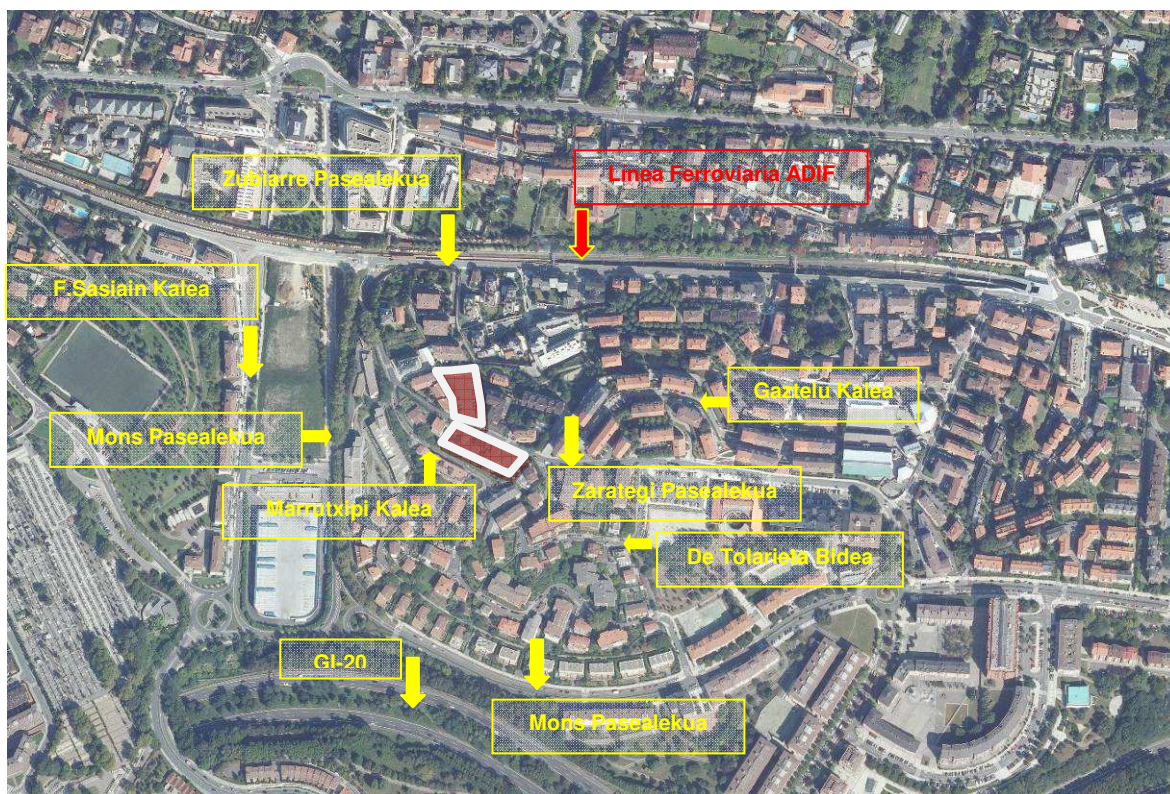 Zubiarre Pasealekua
Línea Ferroviaria ADIF
F.Sasiain Kalea
Gaztelu Kalea
Mons Pasealekua
Marrutxipi Kalea
Zarategi Pasealekua
De Tolarieta Bidea
GI-20
Mons Pasealekua